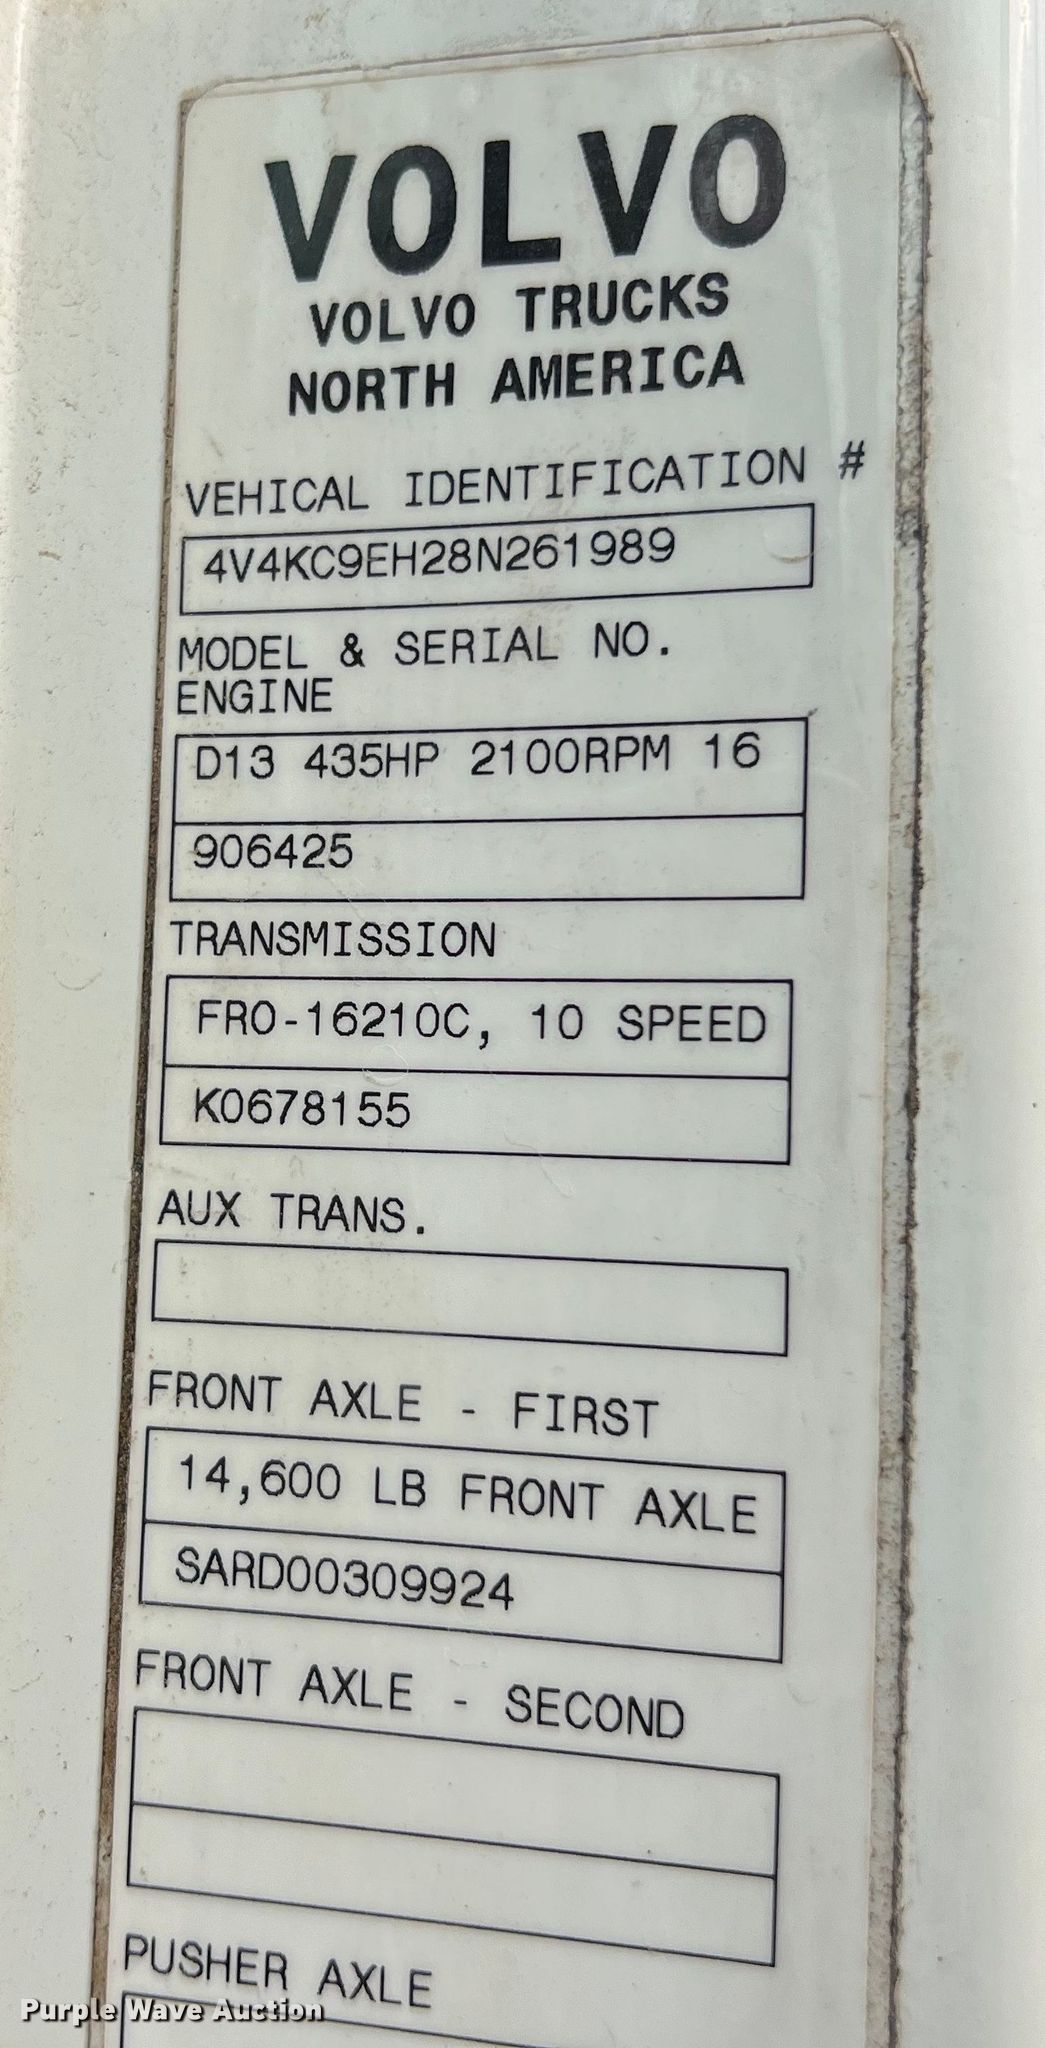 VOLVO
VOLVO TRUCKS
NORTH AMERICA
VEHICAL IDENTIFICATION #
4V4KC9EH28N261989
MODEL & SERIAL NO.
ENGINE
D13 435HP 2100RPM 16
906425
TRANSMISSION
FRO-16210C, 10 SPEED
K0678155
AUX TRANS.
FRONT AXLE - FIRST
14,600 LB FRONT AXLE
SARD00309924
FRONT AXLE - SECOND
PUSHER AXLE
Purple Wave Auction